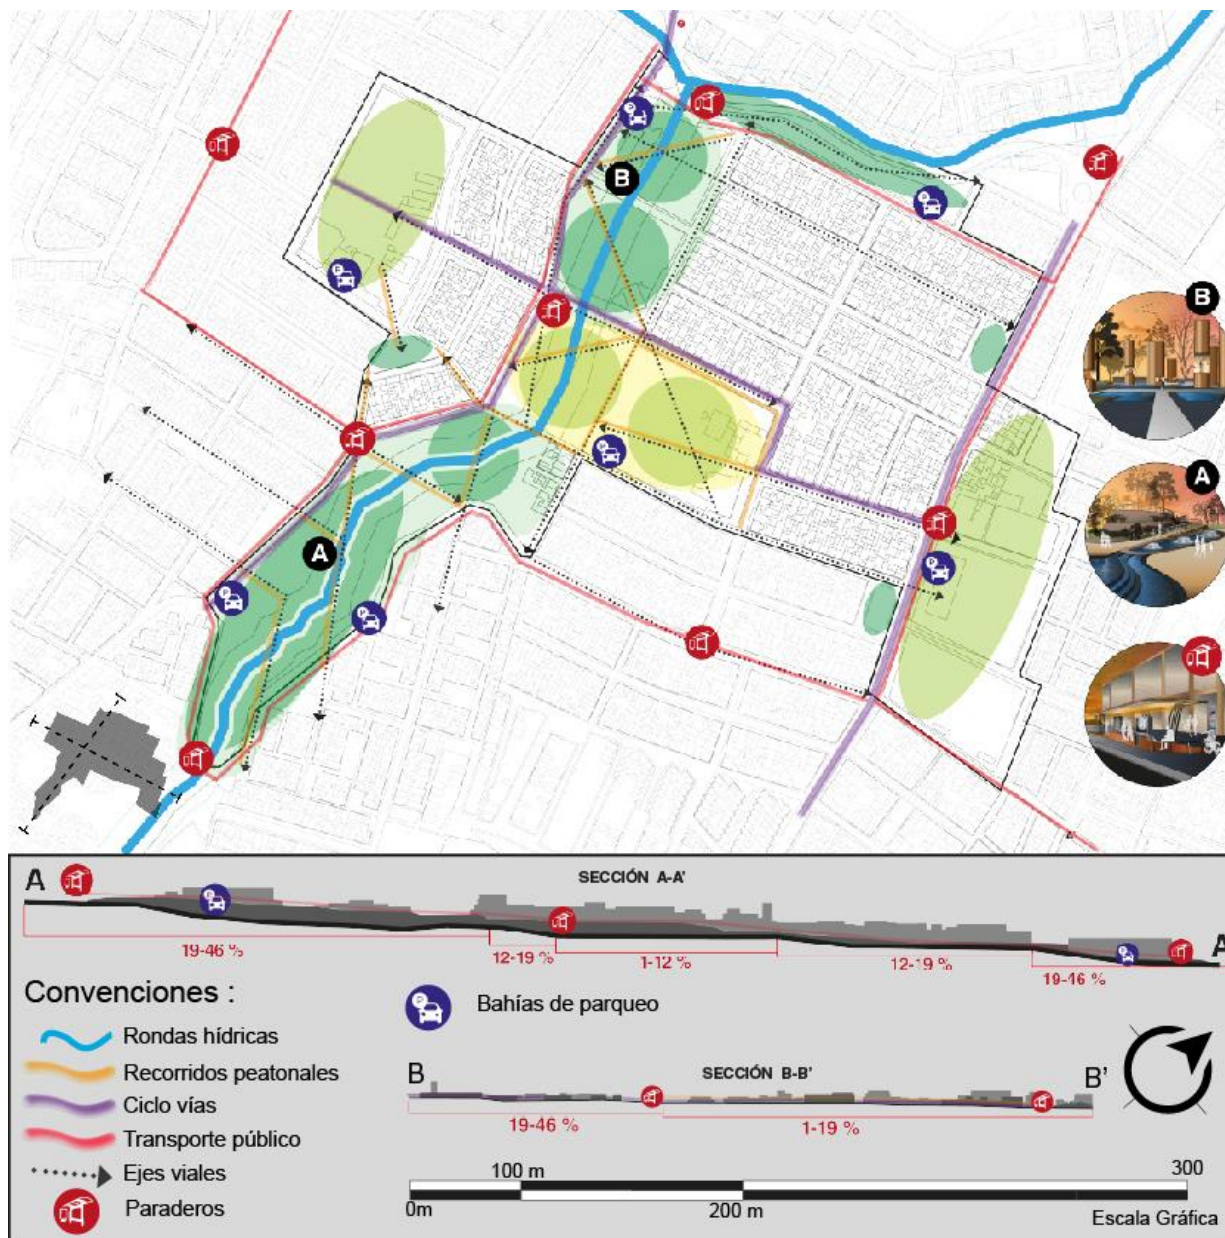 B
B
A
A
A
SECCIÓN A-A'
A
19-46 %
12-19 %
1-12 %
12-19 %
19-46 %
Convenciones :
Bahías de parqueo
Rondas hídricas
Recorridos peatonales
Ciclo vías
Transporte público
Ejes viales
Paraderos
B
SECCIÓN B-B'
B'
19-46 %
1-19 %
100 m
300
0m
200 m
Escala Gráfica